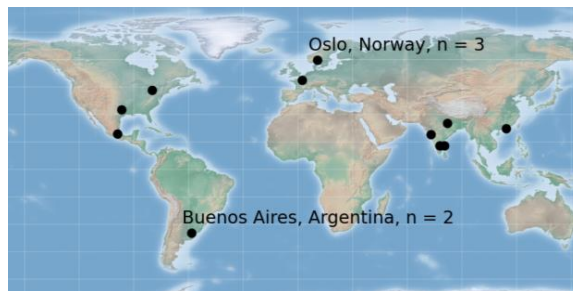 Oslo, Norway, n = 3
Buenos Aires, Argentina, n = 2